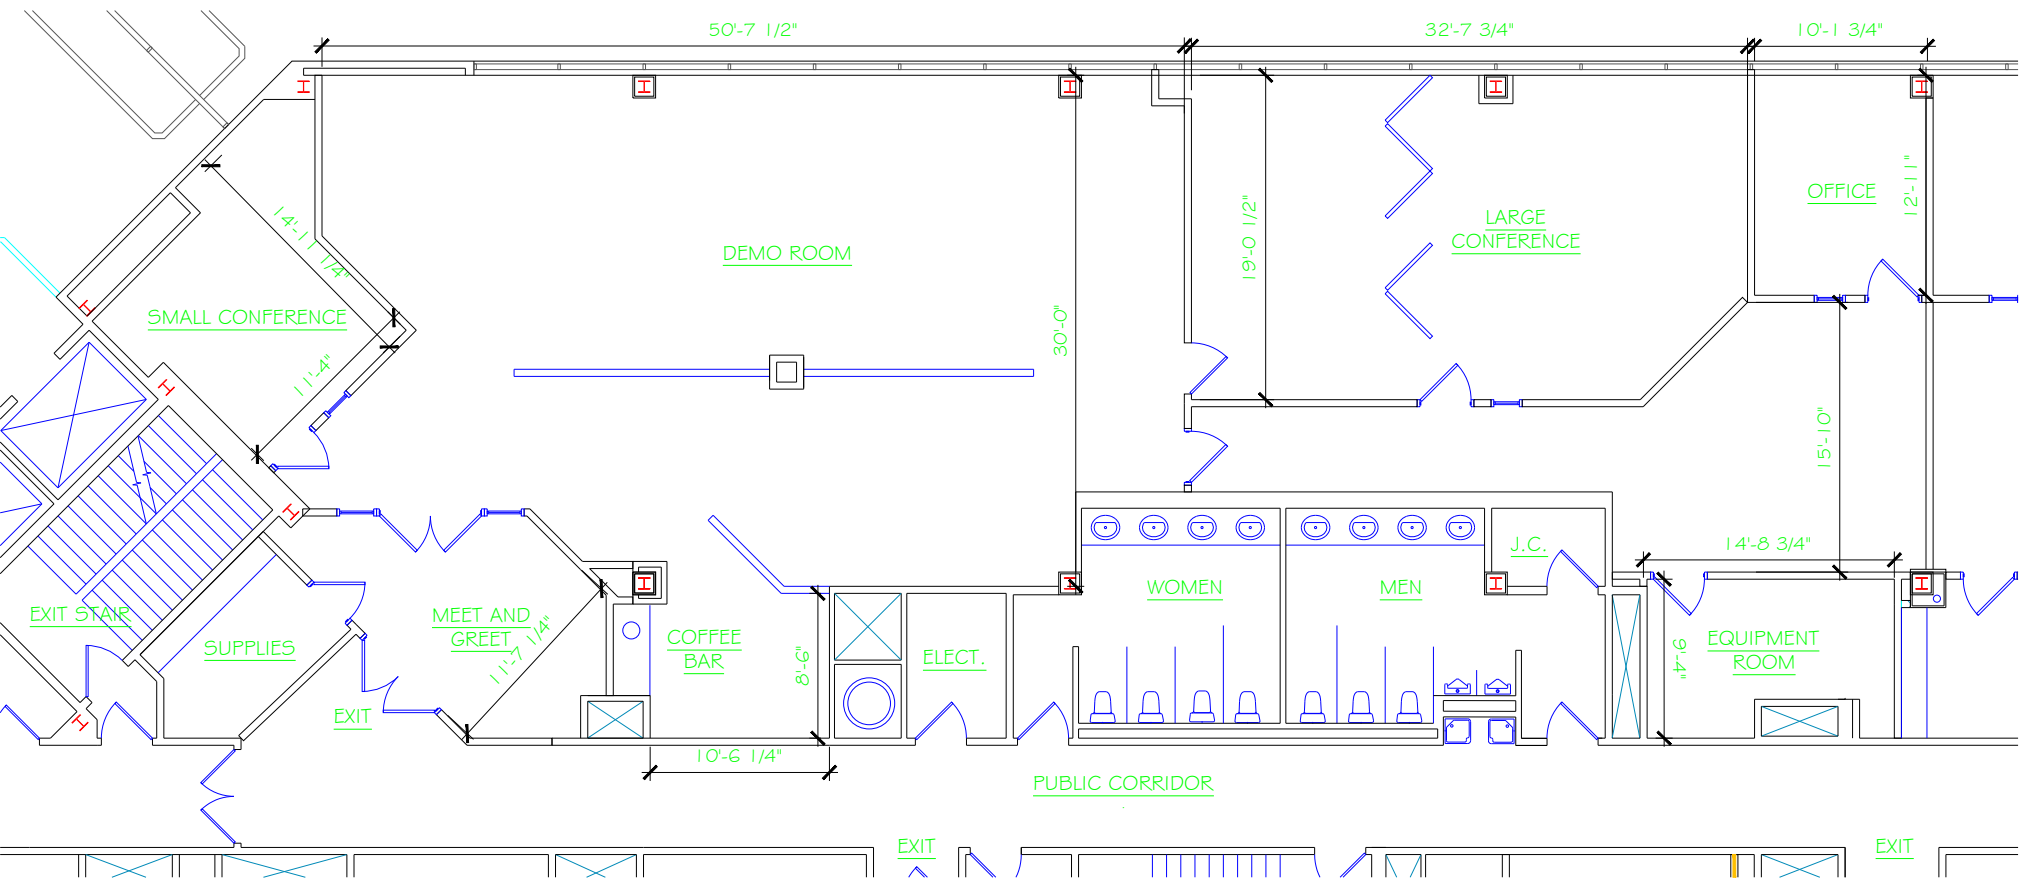 50'-7 1/2"
32'-7 3/4"
10'-1 3/4"
OFFICE
12'-11"
LARGE
CONFERENCE
14'-11 1/4"
19'-0 1/2"
DEMO ROOM
SMALL CONFERENCE
30'-0"
11'-4"
15'-10"
J.C.
14'-8 3/4"
WOMEN
MEN
EXIT STAIR
MEET AND
GREET
11'-7 1/4"
COFFEE
BAR
8'-6"
ELECT.
9'-4"
EQUIPMENT
ROOM
SUPPLIES
EXIT
10'-6 1/4"
PUBLIC CORRIDOR
EXIT
EXIT